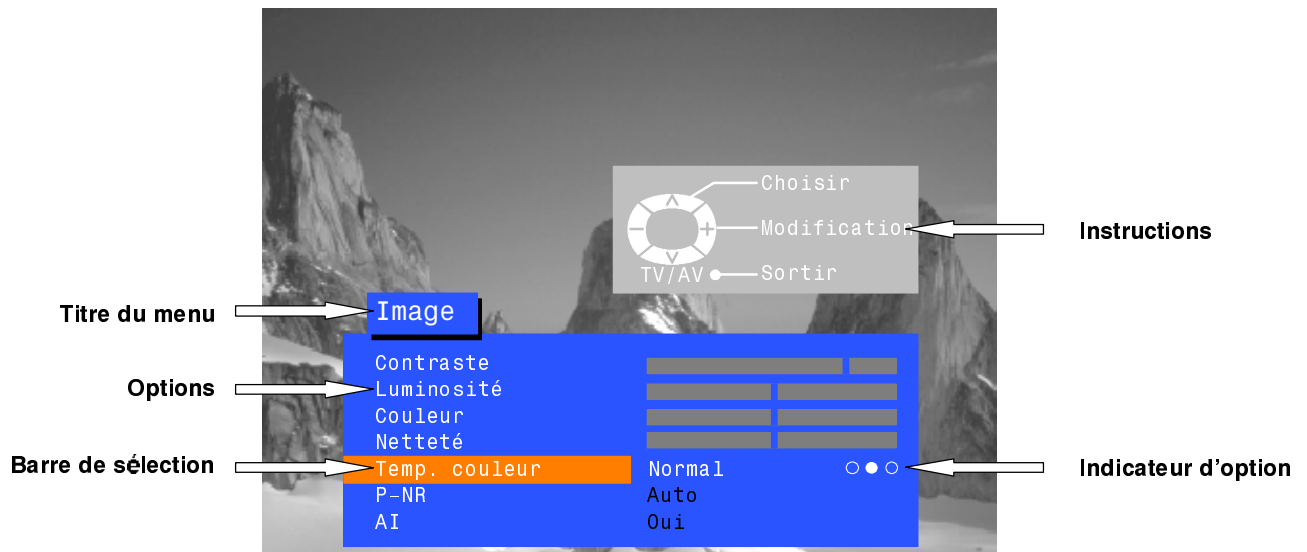 Choisir
Modification
TV/AV Sortir
Instructions
Titre du menu
Image
Contraste
Options
Luminosité
Couleur
Netteté
Barre de sélection
Temp. couleur Normal
Indicateur d'option
P-NR Auto
AI Oui